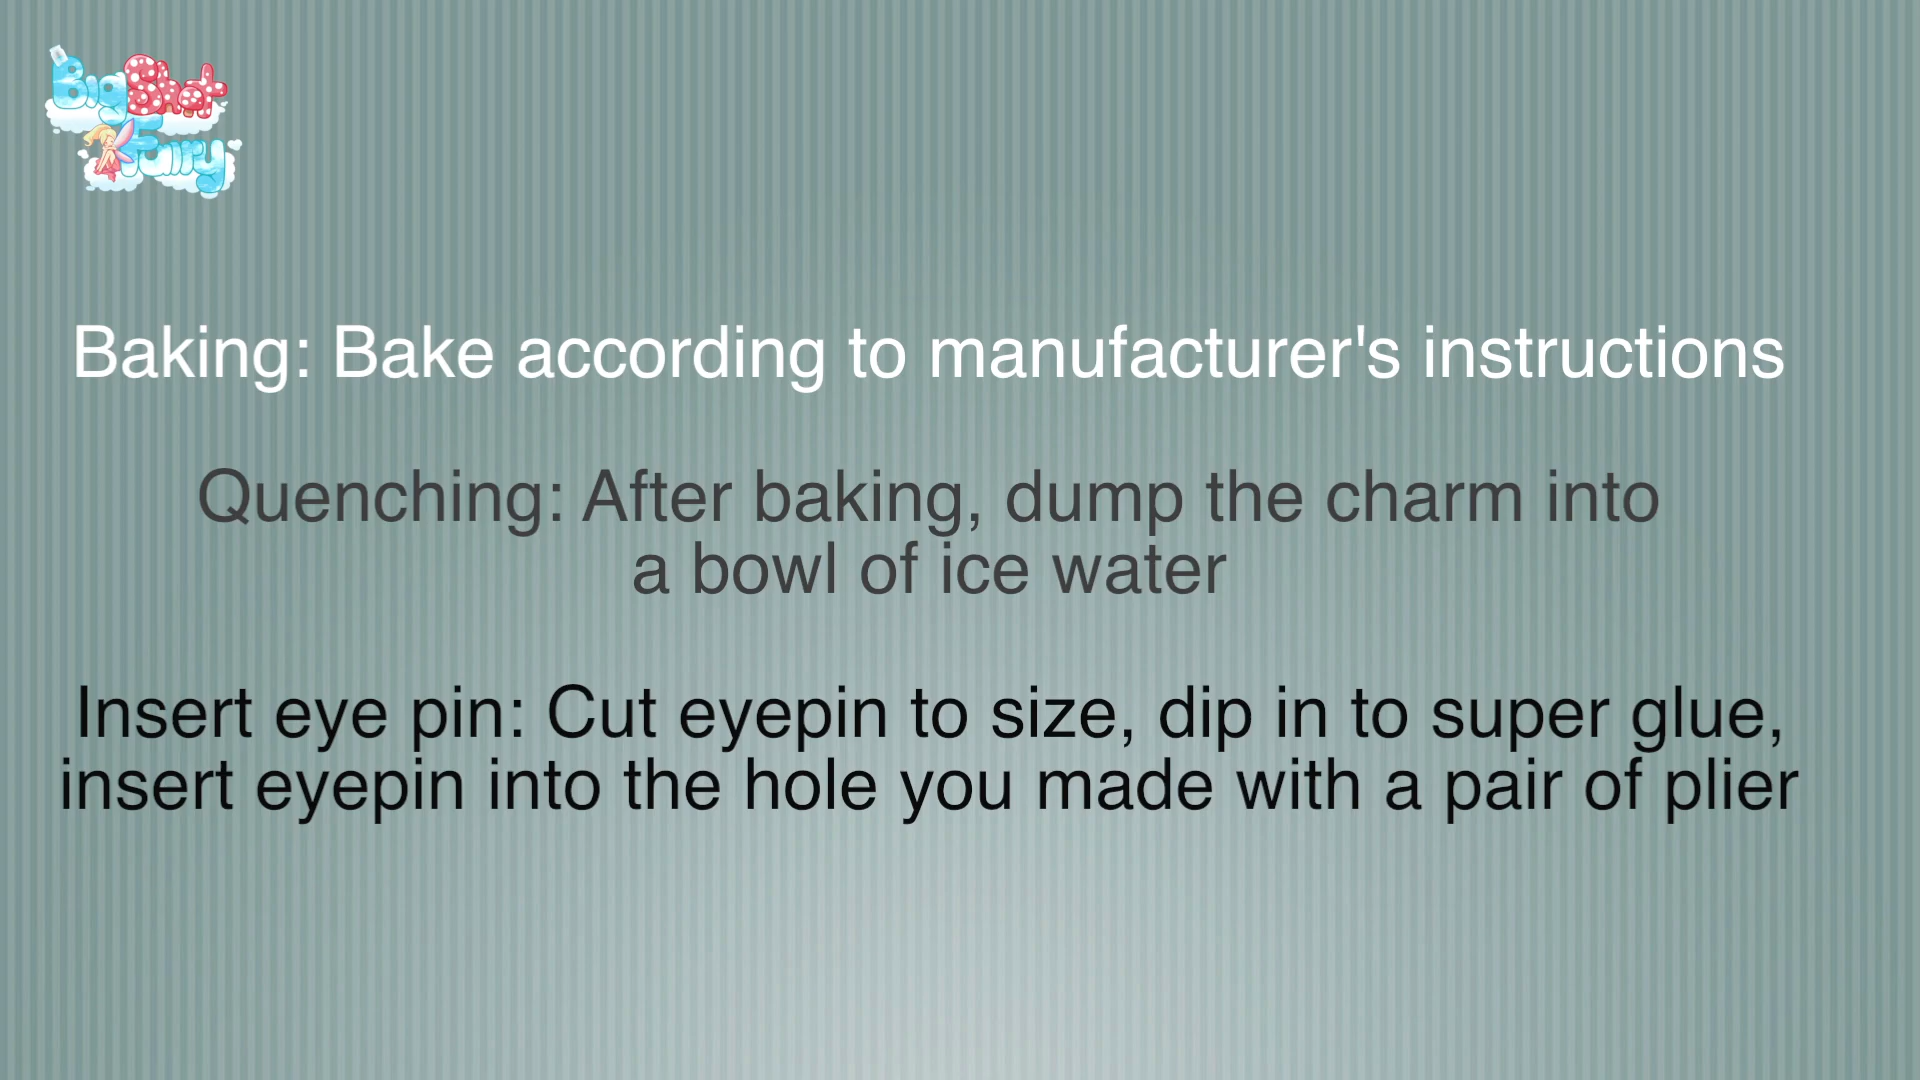 Big Shot
Fairy
Baking: Bake according to manufacturer's instructions
Quenching: After baking, dump the charm into
a bowl of ice water
Insert eye pin: Cut eyepin to size, dip in to super glue,
insert eyepin into the hole you made with a pair of plier